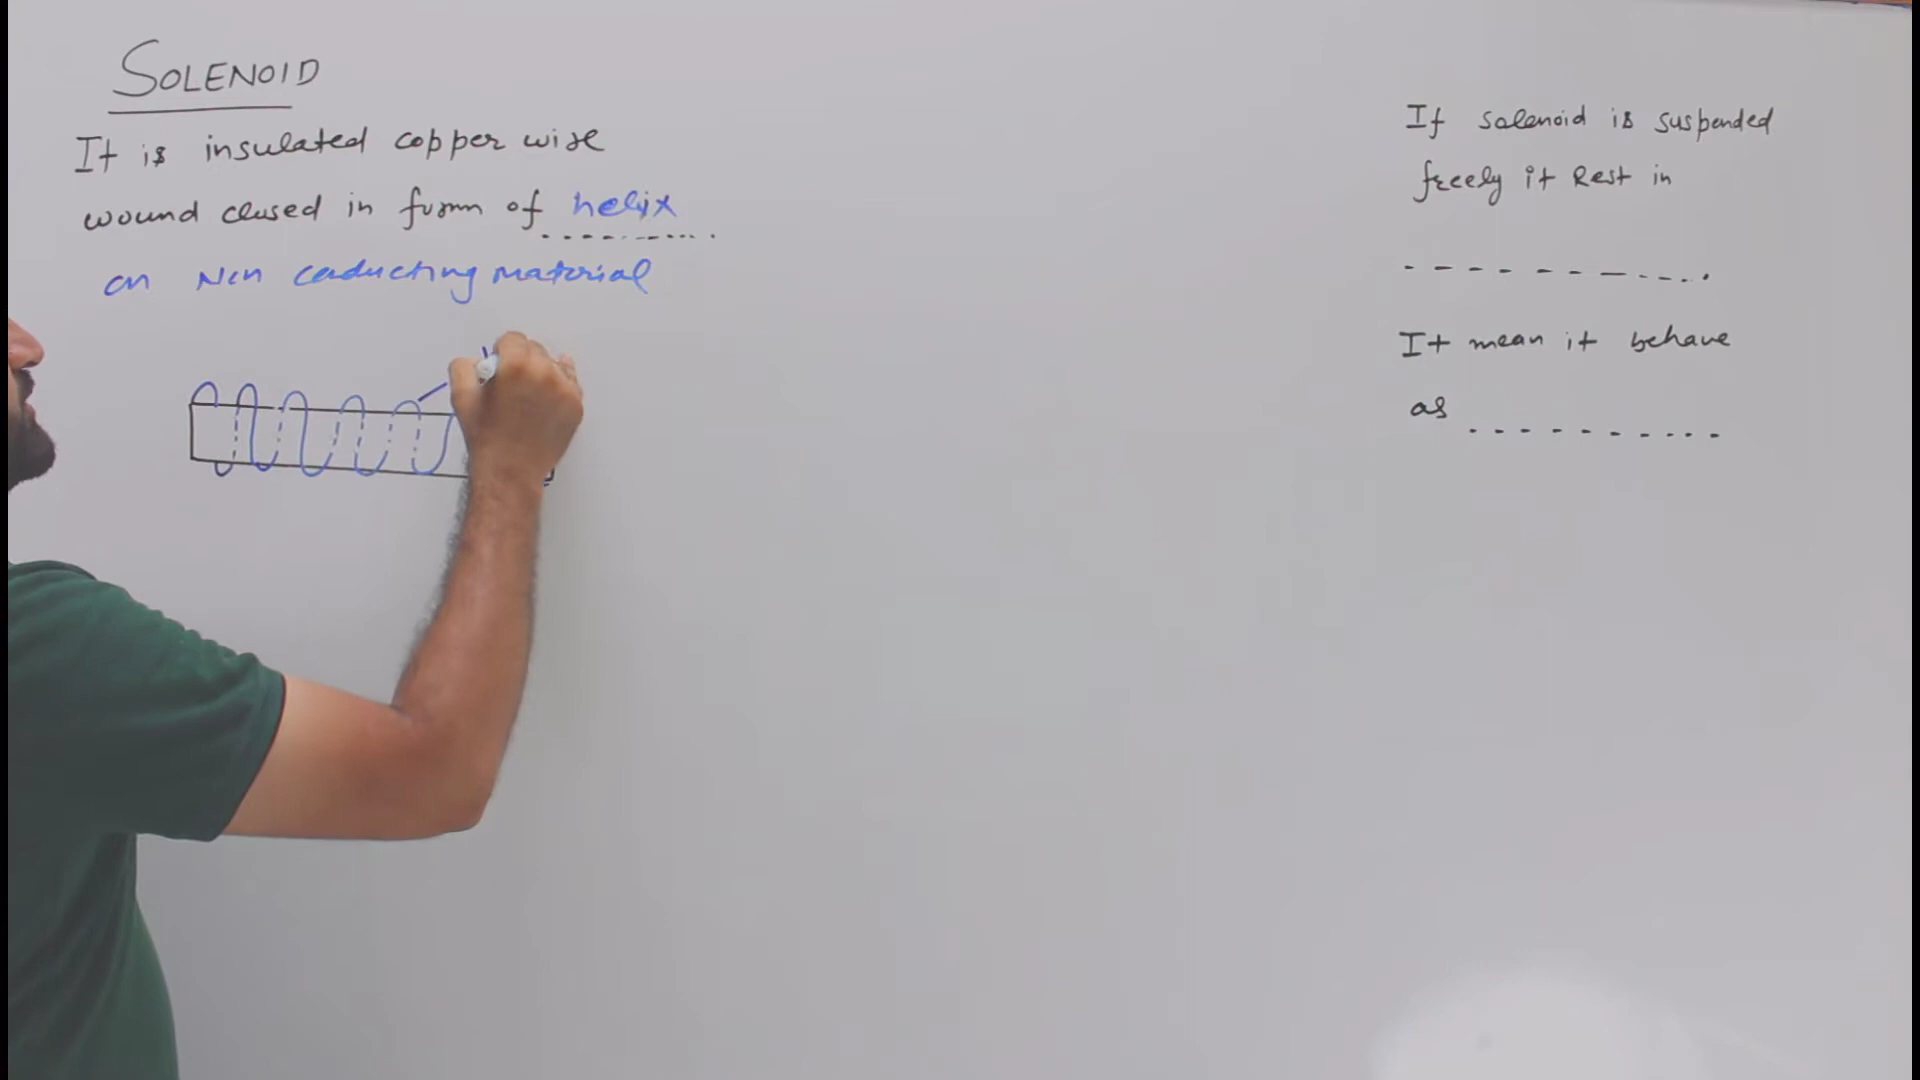 SOLENOID
It is insulated copper wire
wound closed in form of helix
on Non conducting material
If solenoid is suspended
freely it Rest in
It mean it behave
as